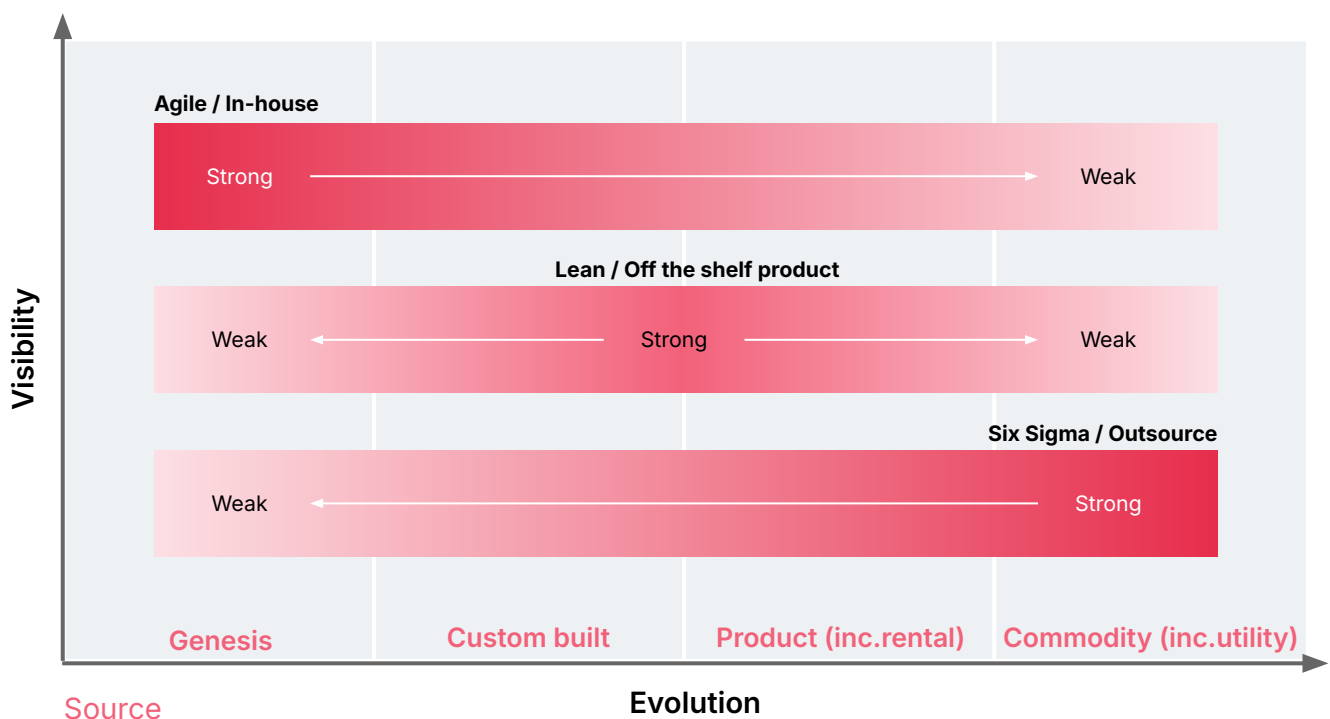 Agile / In-house
Strong
Weak
Lean / Off the shelf product
Weak
Strong
Weak
Six Sigma / Outsource
Weak
Strong
Visibility
Genesis
Custom built
Product (inc.rental)
Commodity (inc.utility)
Evolution
Source